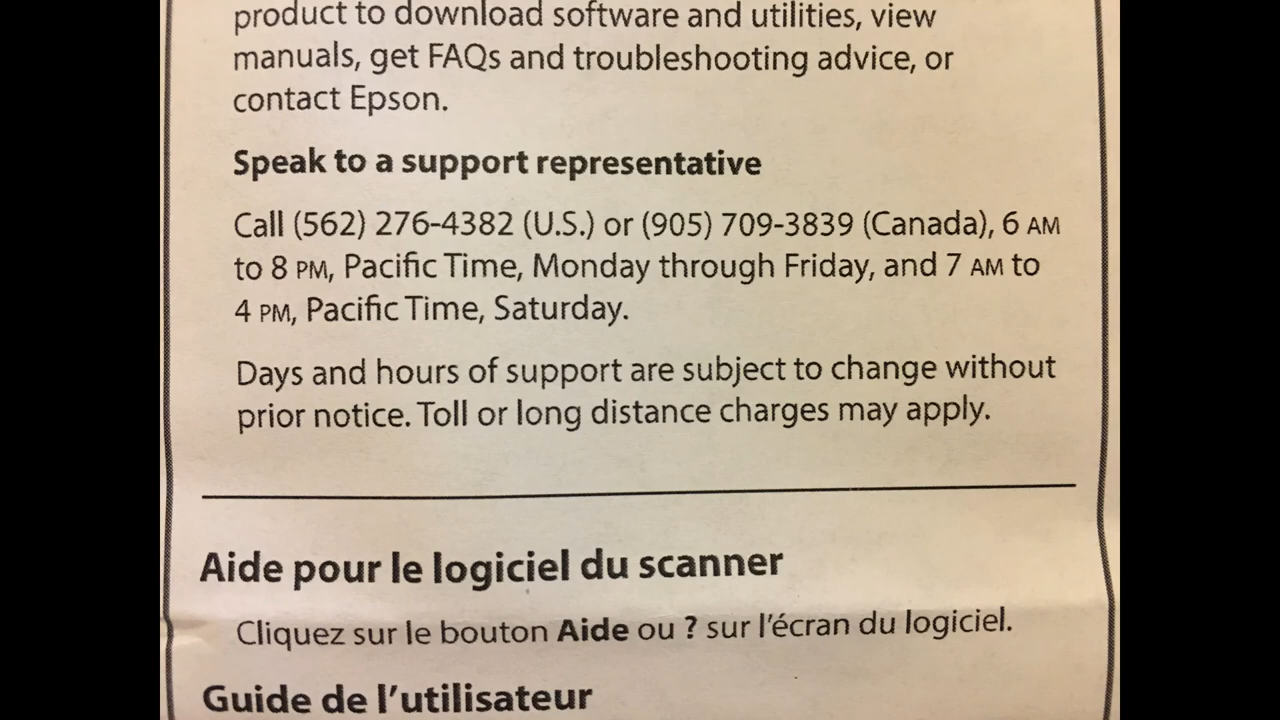 product to download software and utilities, view
manuals, get FAQs and troubleshooting advice, or
contact Epson.
Speak to a support representative
Call (562) 276-4382 (U.S.) or (905) 709-3839 (Canada), 6 AM
to 8 PM, Pacific Time, Monday through Friday, and 7 AM to
4 PM, Pacific Time, Saturday.
Days and hours of support are subject to change without
prior notice. Toll or long distance charges may apply.
Aide pour le logiciel du scanner
Cliquez sur le bouton Aide ou ? sur l'écran du logiciel.
Guide de l'utilisateur